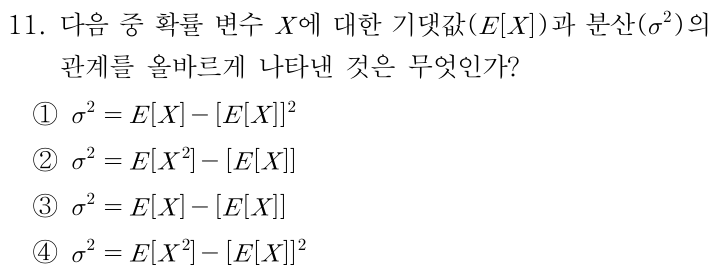 11. 다음 중 확률 변수 X에 대한 기댓값(E[X])과 분산(σ²)의
관계를 올바르게 나타낸 것은 무엇인가?
① σ² = E[X] − [E[X]]²
② σ² = E[X²] − [E[X]]
③ σ² = E[X] − [E[X]]
④ σ² = E[X²] − [E[X]]²